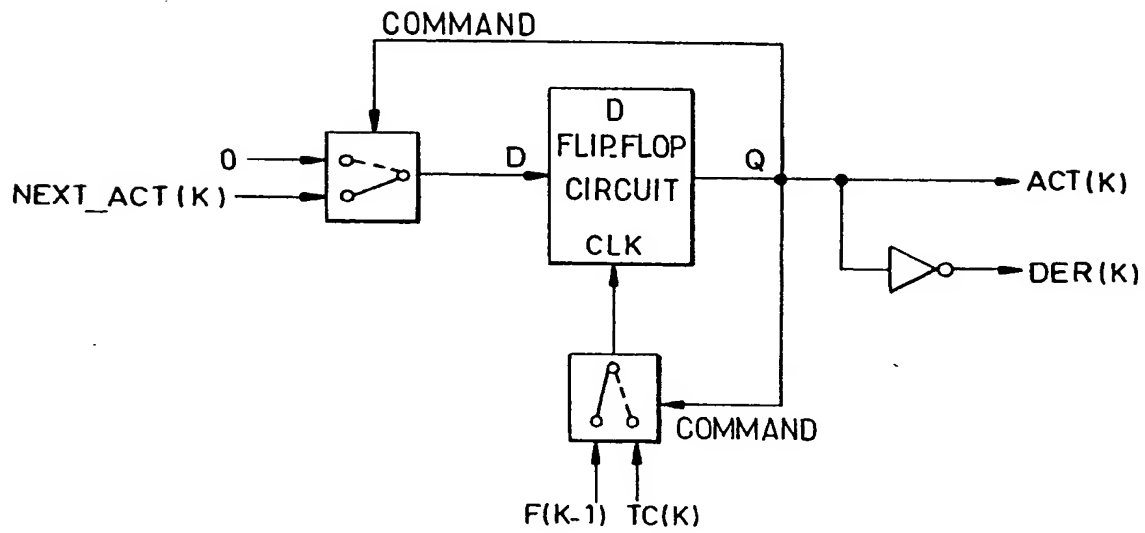 COMMAND
0
NEXT_ACT(K)
D
D
FLIP-FLOP
CIRCUIT
CLK
Q
ACT(K)
DER(K)
COMMAND
F(K-1) TC(K)